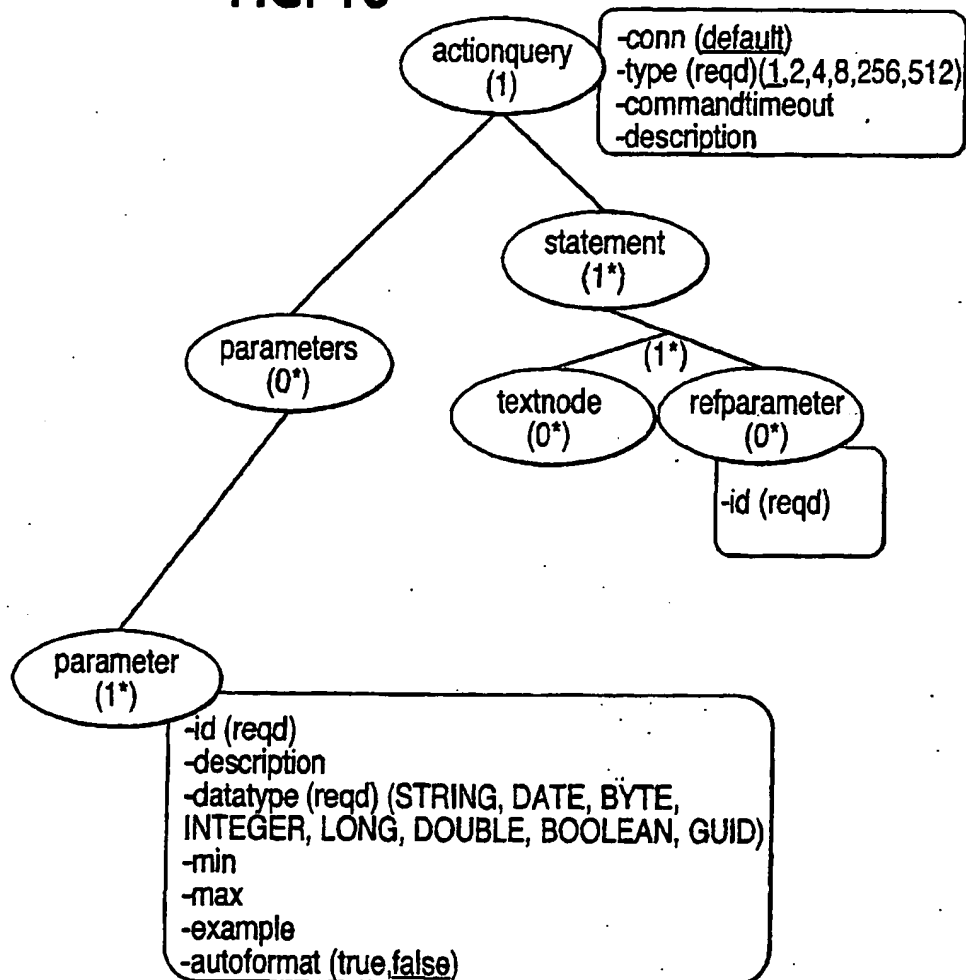 actionquery
(1)
-conn (default)
-type (reqd)(1,2,4,8,256,512)
-commandtimeout
-description
statement
(1*)
parameters
(0*)
(1*)
textnode
(0*)
refparameter
(0*)
-id (reqd)
parameter
(1*)
-id (reqd)
-description
-datatype (reqd) (STRING, DATE, BYTE,
INTEGER, LONG, DOUBLE, BOOLEAN, GUID)
-min
-max
-example
-autoformat (true,false)